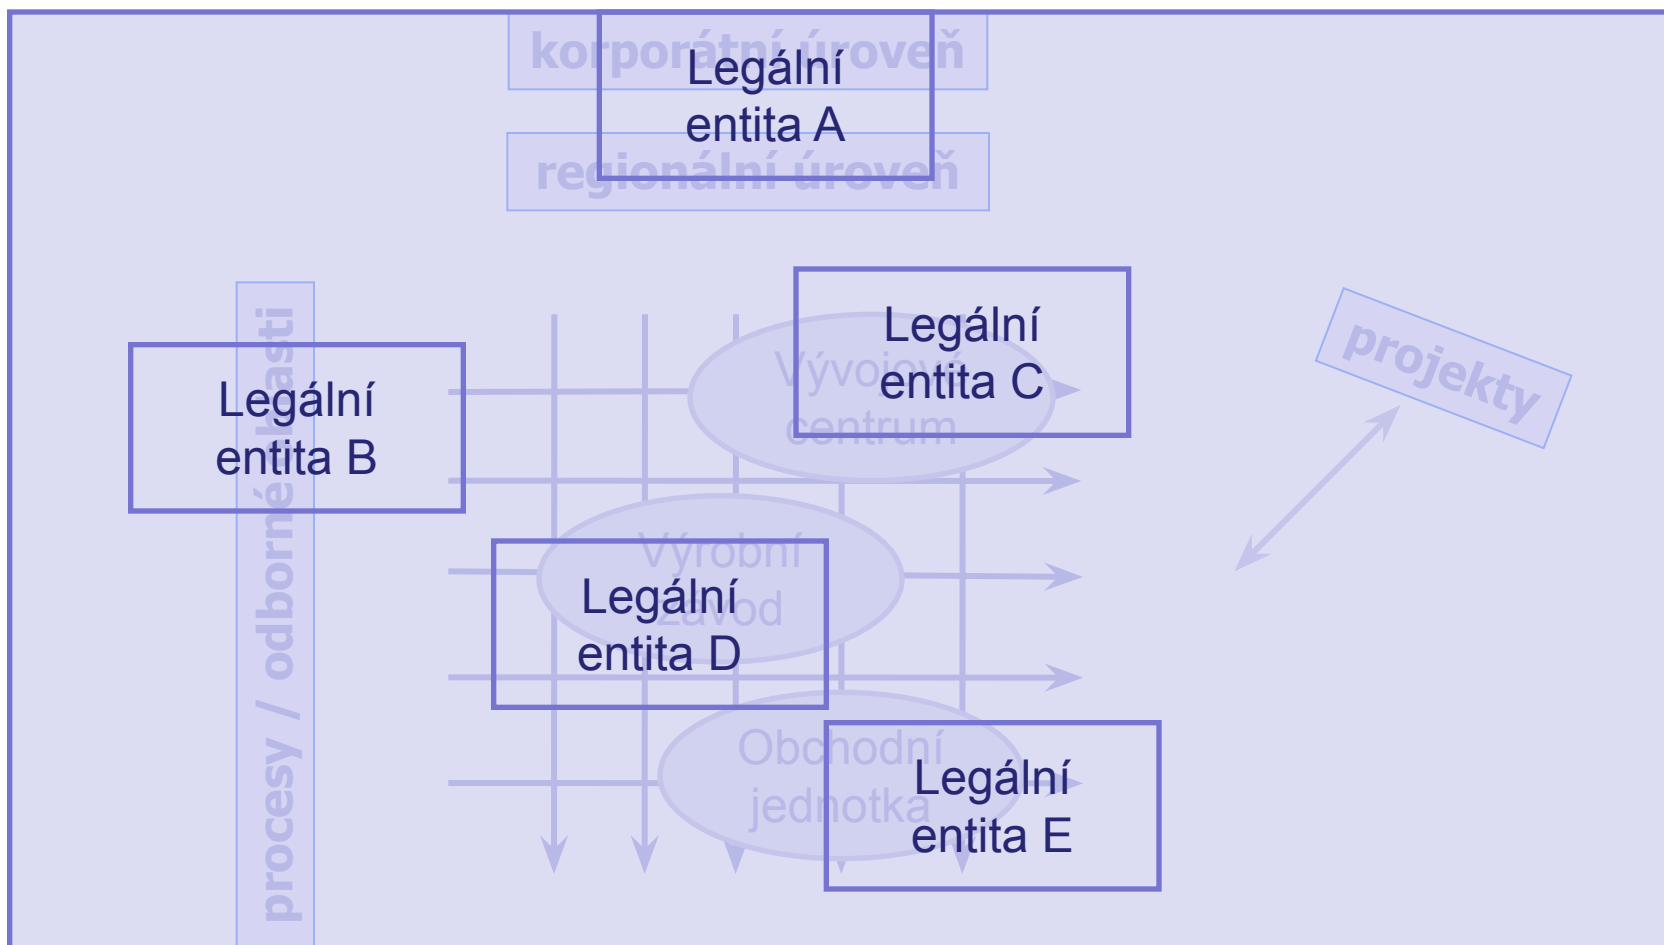 korporátní úroveň
Legální
entita A
regionální úroveň
procesy / odborné oblasti
Legální
entita B
Legální
entita C
Vývojové
centrum
projekty
Výrobní
závod
Legální
entita D
Obchodní
jednotka
Legální
entita E